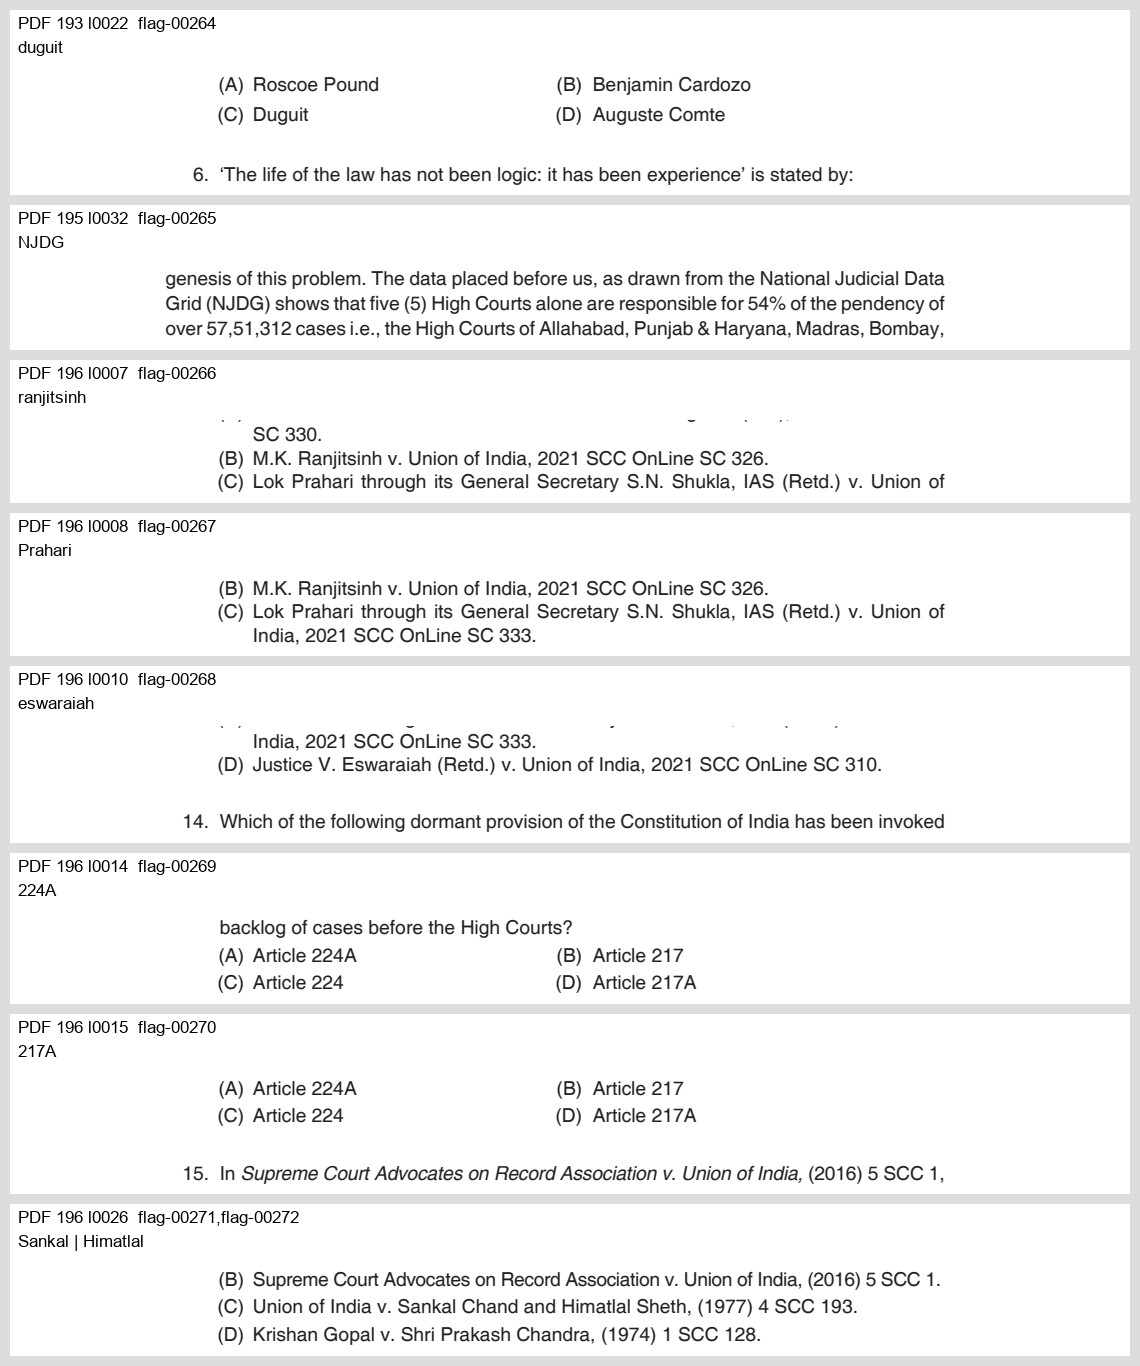 PDF 193 l0022  flag-00264
duguit
(A) Roscoe Pound (B) Benjamin Cardozo
(C) Duguit (D) Auguste Comte
6. ‘The life of the law has not been logic: it has been experience’ is stated by:
PDF 195 l0032  flag-00265
NJDG
genesis of this problem. The data placed before us, as drawn from the National Judicial Data
Grid (NJDG) shows that five (5) High Courts alone are responsible for 54% of the pendency of
over 57,51,312 cases i.e., the High Courts of Allahabad, Punjab & Haryana, Madras, Bombay,
PDF 196 l0007  flag-00266
ranjitsinh
SC 330.
(B) M.K. Ranjitsinh v. Union of India, 2021 SCC OnLine SC 326.
(C) Lok Prahari through its General Secretary S.N. Shukla, IAS (Retd.) v. Union of
PDF 196 l0008  flag-00267
Prahari
(B) M.K. Ranjitsinh v. Union of India, 2021 SCC OnLine SC 326.
(C) Lok Prahari through its General Secretary S.N. Shukla, IAS (Retd.) v. Union of
India, 2021 SCC OnLine SC 333.
PDF 196 l0010  flag-00268
eswaraiah
India, 2021 SCC OnLine SC 333.
(D) Justice V. Eswaraiah (Retd.) v. Union of India, 2021 SCC OnLine SC 310.
14. Which of the following dormant provision of the Constitution of India has been invoked
PDF 196 l0014  flag-00269
224A
backlog of cases before the High Courts?
(A) Article 224A (B) Article 217
(C) Article 224 (D) Article 217A
PDF 196 l0015  flag-00270
217A
(A) Article 224A (B) Article 217
(C) Article 224 (D) Article 217A
15. In Supreme Court Advocates on Record Association v. Union of India, (2016) 5 SCC 1,
PDF 196 l0026  flag-00271,flag-00272
Sankal | Himatlal
(B) Supreme Court Advocates on Record Association v. Union of India, (2016) 5 SCC 1.
(C) Union of India v. Sankal Chand and Himatlal Sheth, (1977) 4 SCC 193.
(D) Krishan Gopal v. Shri Prakash Chandra, (1974) 1 SCC 128.